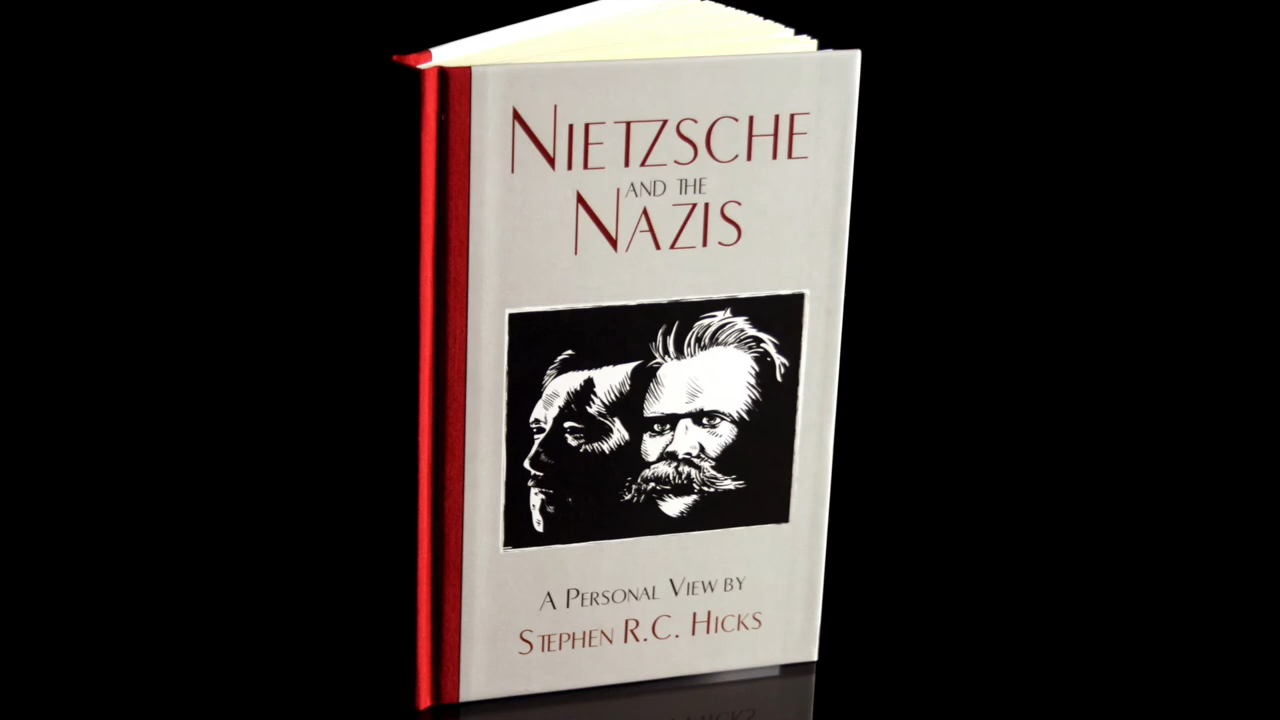 NIETZSCHE
AND THE
NAZIS
A PERSONAL VIEW BY
STEPHEN R.C. HICKS